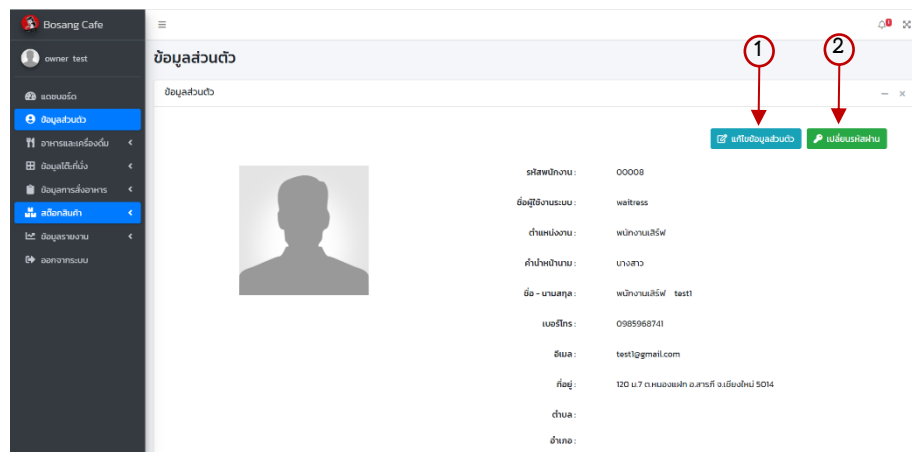 Bosang Cafe
owner test
แดชบอร์ด
ข้อมูลส่วนตัว
อาหารและเครื่องดื่ม
ข้อมูลโต๊ะที่นั่ง
ข้อมูลการสั่งอาหาร
สต๊อกสินค้า
ข้อมูลรายงาน
ออกจากระบบ
ข้อมูลส่วนตัว
1 2
ข้อมูลส่วนตัว
แก้ไขข้อมูลส่วนตัว เปลี่ยนรหัสผ่าน
รหัสพนักงาน : 00008
ชื่อผู้ใช้งานระบบ : waitress
ตำแหน่งงาน : พนักงานเสิร์ฟ
คำนำหน้านาม : นางสาว
ชื่อ - นามสกุล : พนักงานเสิร์ฟ test1
เบอร์โทร : 0985968741
อีเมล : test1@gmail.com
ที่อยู่ : 120 ม.7 ต.หนองแฝก อ.สารภี จ.เชียงใหม่ 5014
ตำบล :
อำเภอ :